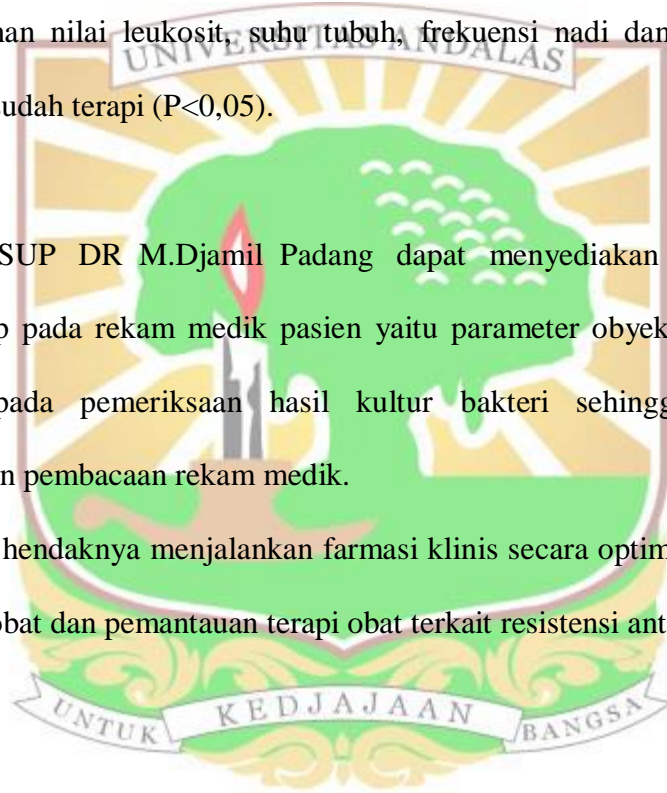 nan nilai leukosit, suhu tubuh, frekuensi nadi dan
UNIVERSITAS ANDALAS
sudah terapi (P<0,05).
SUP DR M.Djamil Padang dapat menyediakan
p pada rekam medik pasien yaitu parameter obyek
pada pemeriksaan hasil kultur bakteri sehingg
n pembacaan rekam medik.
hendaknya menjalankan farmasi klinis secara optim
obat dan pemantauan terapi obat terkait resistensi ant
UNTUK KEDJAJAAN BANGSA